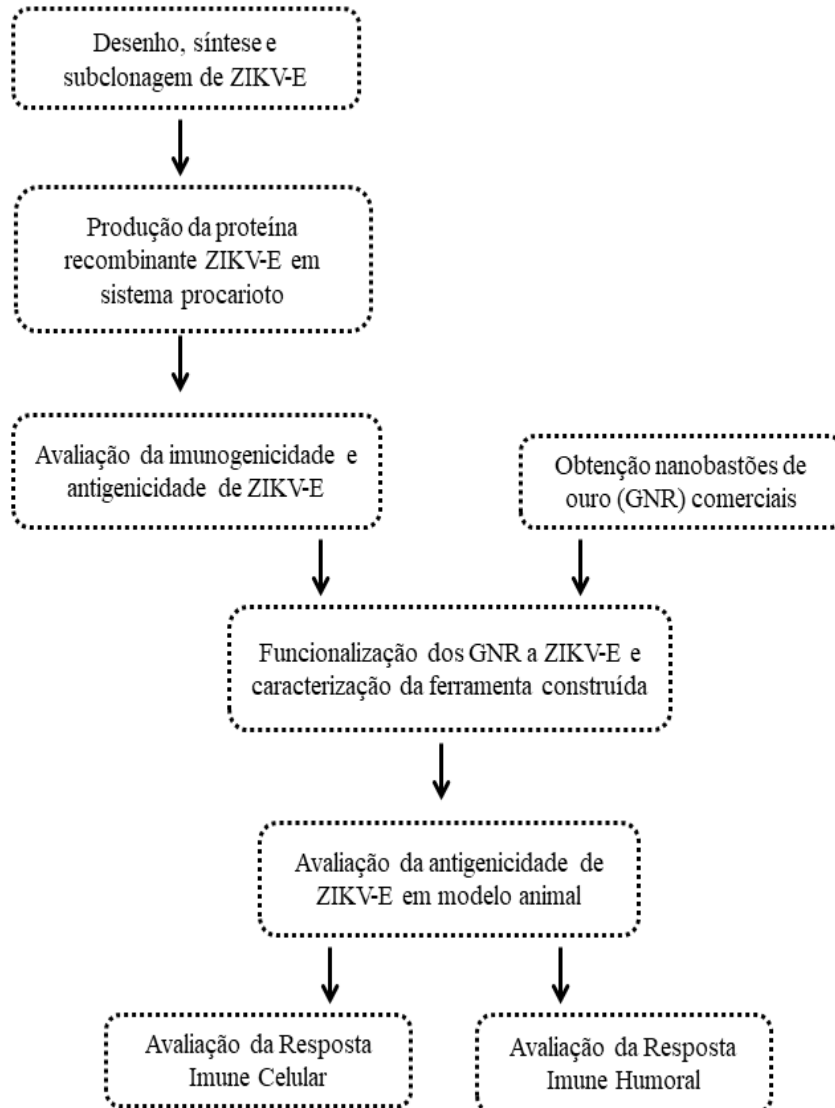 Desenho, síntese e
subclonagem de ZIKV-E
Produção da proteína
recombinante ZIKV-E em
sistema procarioto
Avaliação da imunogenicidade e
antigenicidade de ZIKV-E
Obtenção nanobastões de
ouro (GNR) comerciais
Funcionalização dos GNR a ZIKV-E e
caracterização da ferramenta construída
Avaliação da antigenicidade de
ZIKV-E em modelo animal
Avaliação da Resposta
Imune Celular
Avaliação da Resposta
Imune Humoral